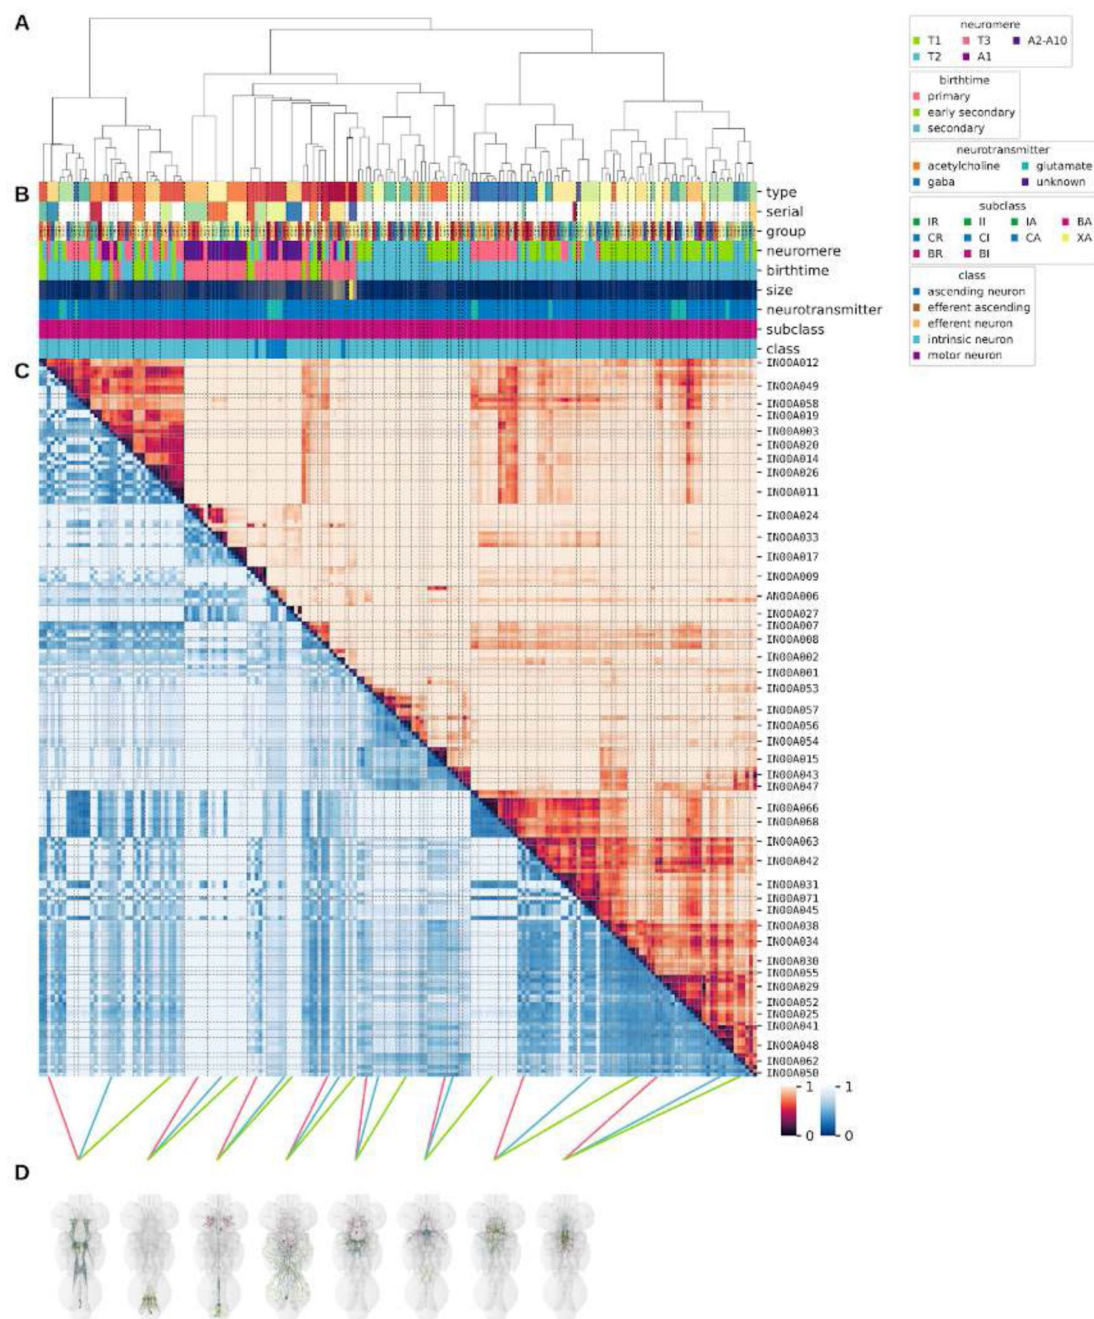 A
neuromere
T1 T3 A2-A10
T2 A1
birthtime
primary
early secondary
secondary
neurotransmitter
acetylcholine glutamate
gaba unknown
subclass
IR II IA BA
CR CI CA XA
BR BI
class
ascending neuron
efferent ascending
efferent neuron
intrinsic neuron
motor neuron
B
type
serial
group
neuromere
birthtime
size
neurotransmitter
subclass
class
C
IN00A012
IN00A049
IN00A058
IN00A019
IN00A003
IN00A020
IN00A014
IN00A026
IN00A011
IN00A024
IN00A033
IN00A017
IN00A009
AN00A006
IN00A027
IN00A007
IN00A008
IN00A002
IN00A001
IN00A053
IN00A057
IN00A056
IN00A054
IN00A015
IN00A043
IN00A047
IN00A066
IN00A068
IN00A063
IN00A042
IN00A031
IN00A071
IN00A045
IN00A038
IN00A034
IN00A030
IN00A055
IN00A029
IN00A052
IN00A025
IN00A041
IN00A048
IN00A062
IN00A050
1 1
0 0
D